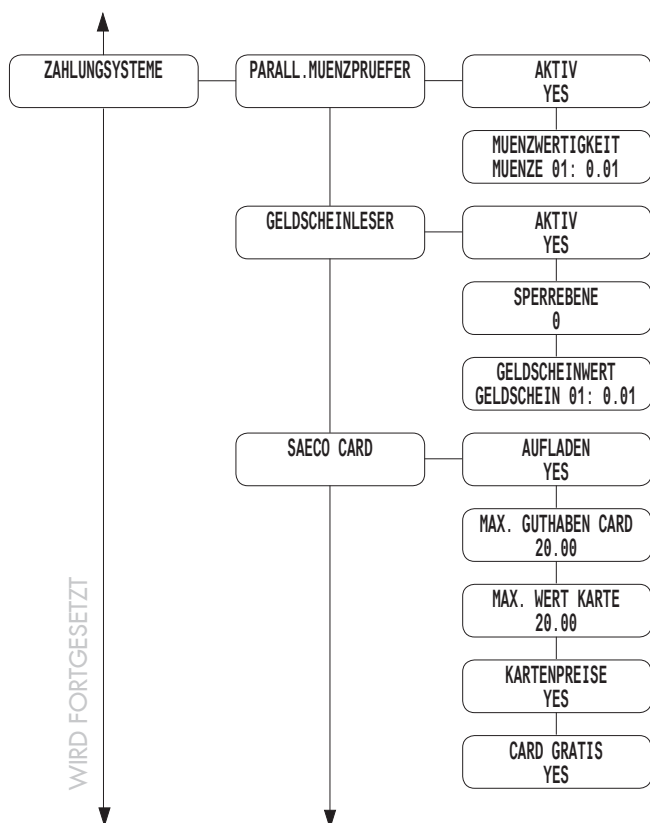 ZAHLUNGSYSTEME
PARALL.MUENZPRUEFER
AKTIV
YES
MUENZWERTIGKEIT
MUENZE 01: 0.01
GELDSCHEINLESER
AKTIV
YES
SPERREBENE
0
GELDSCHEINWERT
GELDSCHEIN 01: 0.01
SAECO CARD
AUFLADEN
YES
MAX. GUTHABEN CARD
20.00
MAX. WERT KARTE
20.00
KARTENPREISE
YES
CARD GRATIS
YES
WIRD FORTGESETZT